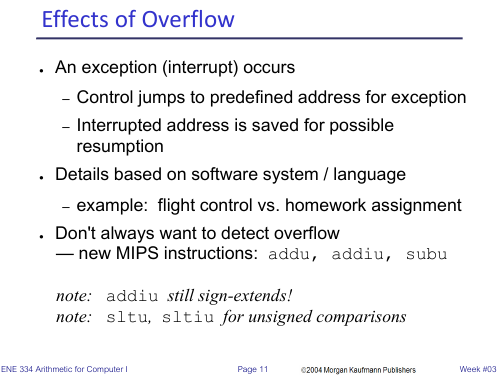 Effects of Overflow
• An exception (interrupt) occurs
– Control jumps to predefined address for exception
– Interrupted address is saved for possible
resumption
• Details based on software system / language
– example: flight control vs. homework assignment
• Don't always want to detect overflow
— new MIPS instructions: addu, addiu, subu
note: addiu still sign-extends!
note: sltu, sltiu for unsigned comparisons
ENE 334 Arithmetic for Computer I Page 11 ©2004 Morgan Kaufmann Publishers Week #03